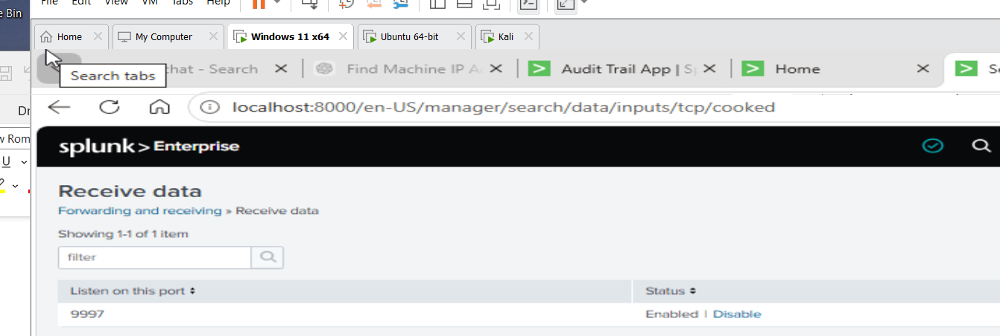 e Bin
File Edit View VM Tabs Help
Home My Computer Windows 11 x64 Ubuntu 64-bit Kali
Search tabs
chat - Search Find Machine IP A Audit Trail App | Sp Home Se
localhost:8000/en-US/manager/search/data/inputs/tcp/cooked
Dr
w Rom
U
splunk>Enterprise
Receive data
Forwarding and receiving » Receive data
Showing 1-1 of 1 item
filter
Listen on this port Status
9997 Enabled | Disable